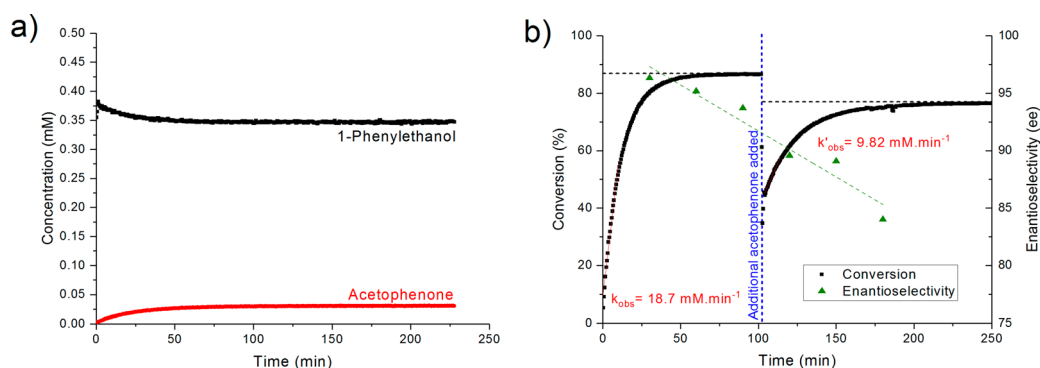 a)
0.50
0.45
0.40
0.35
0.30
0.25
0.20
0.15
0.10
0.05
0.00
Concentration (mM)
1-Phenylethanol
Acetophenone
0
50
100
150
200
250
Time (min)
b)
100
80
60
40
20
0
Conversion (%)
Additional acetophenone added
k'obs= 9.82 mM.min-1
kobs= 18.7 mM.min-1
Conversion
Enantioselectivity
0
50
100
150
200
250
Time (min)
100
95
90
85
80
75
Enantioselectivity (ee)